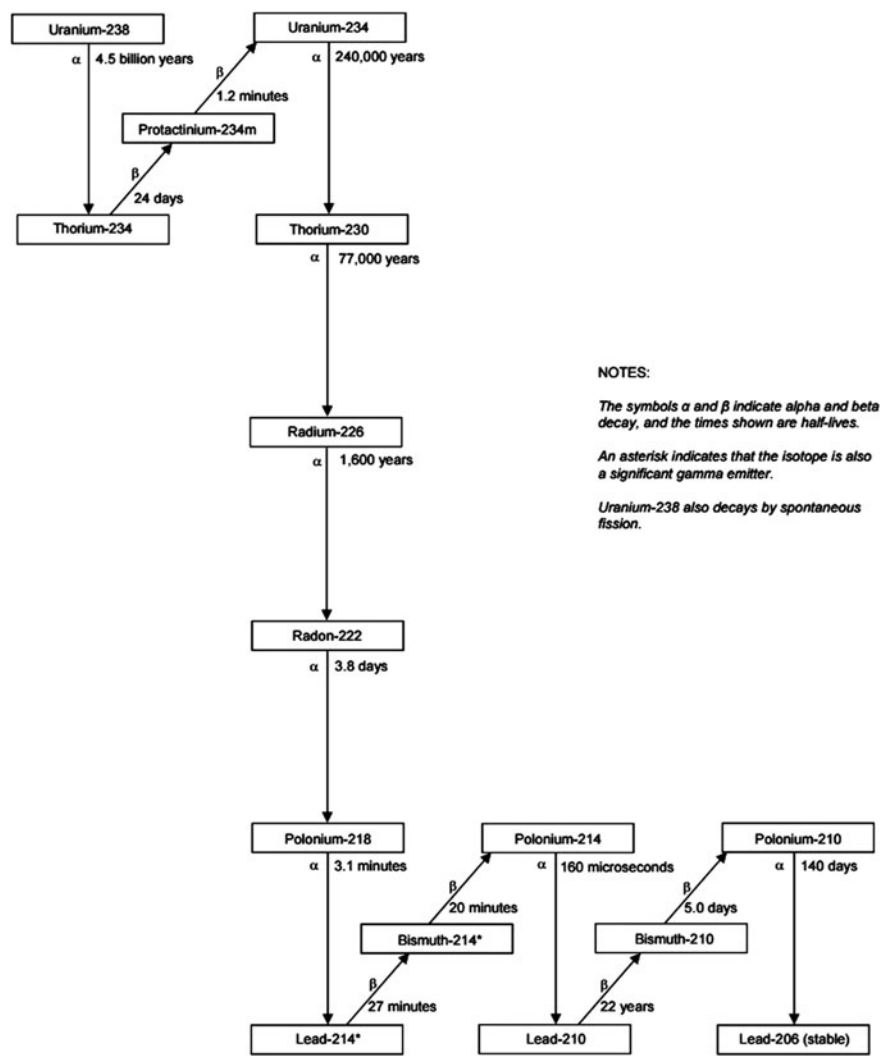 Uranium-238
Uranium-234
α 4.5 billion years
α 240,000 years
β
1.2 minutes
Protactinium-234m
β
24 days
Thorium-234
Thorium-230
α 77,000 years
NOTES:
The symbols α and β indicate alpha and beta
decay, and the times shown are half-lives.
An asterisk indicates that the isotope is also
a significant gamma emitter.
Uranium-238 also decays by spontaneous
fission.
Radium-226
α 1,600 years
Radon-222
α 3.8 days
Polonium-218
Polonium-214
Polonium-210
α 3.1 minutes
α 160 microseconds
α 140 days
β
20 minutes
β
5.0 days
Bismuth-214*
Bismuth-210
β
27 minutes
β
22 years
Lead-214*
Lead-210
Lead-206 (stable)